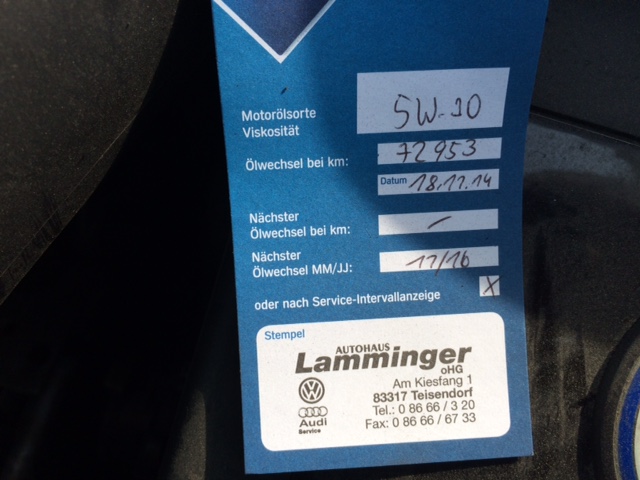 Motorölsorte
Viskosität
5W-30
Ölwechsel bei km:
72953
Datum 18.11.14
Nächster
Ölwechsel bei km: –
Nächster
Ölwechsel MM/JJ:
11/16
oder nach Service-Intervallanzeige X
Stempel
AUTOHAUS
Lamminger
oHG
Am Kiesfang 1
83317 Teisendorf
Tel.: 0 86 66 / 3 20
Fax: 0 86 66 / 67 33
Audi
Service